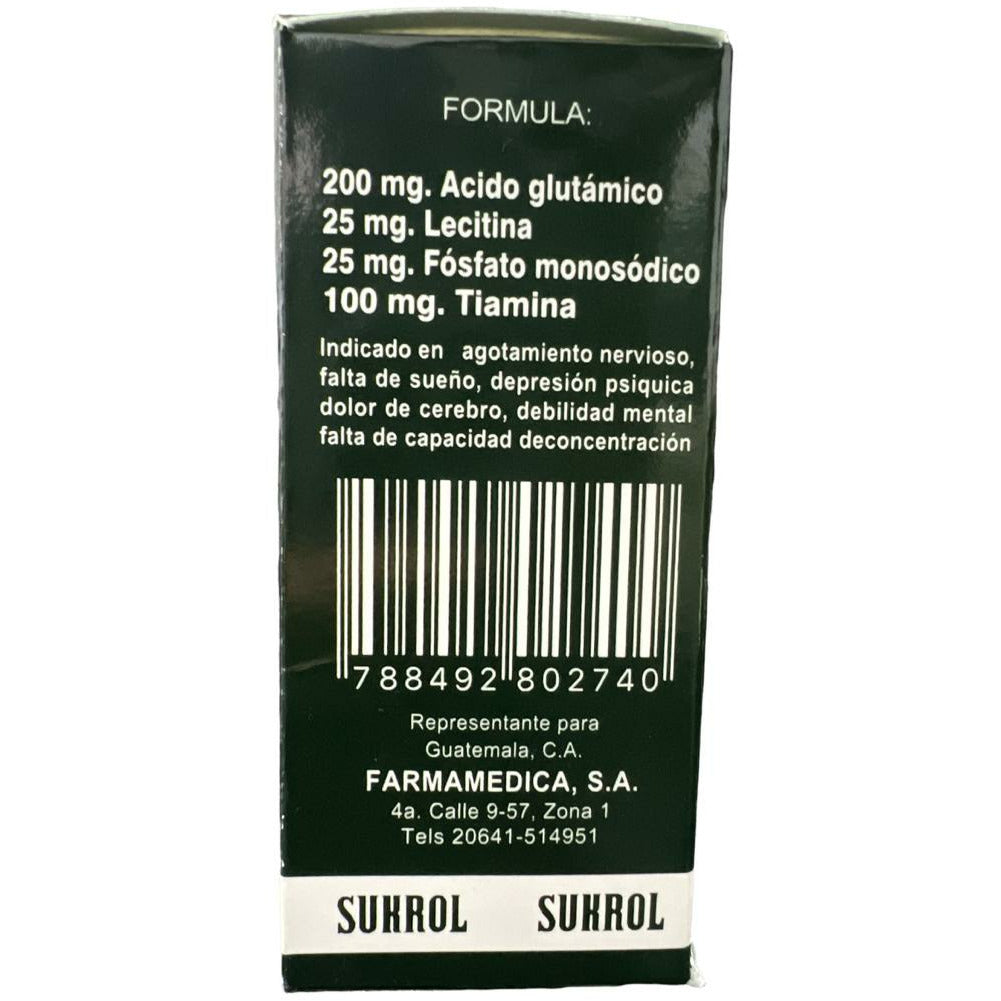 FORMULA:
200 mg. Acido glutámico
25 mg. Lecitina
25 mg. Fósfato monosódico
100 mg. Tiamina
Indicado en agotamiento nervioso,
falta de sueño, depresión psiquica
dolor de cerebro, debilidad mental
falta de capacidad deconcentración
788492 802740
Representante para
Guatemala, C.A.
FARMAMEDICA, S.A.
4a. Calle 9-57, Zona 1
Tels 20641-514951
SUKROL SUKROL